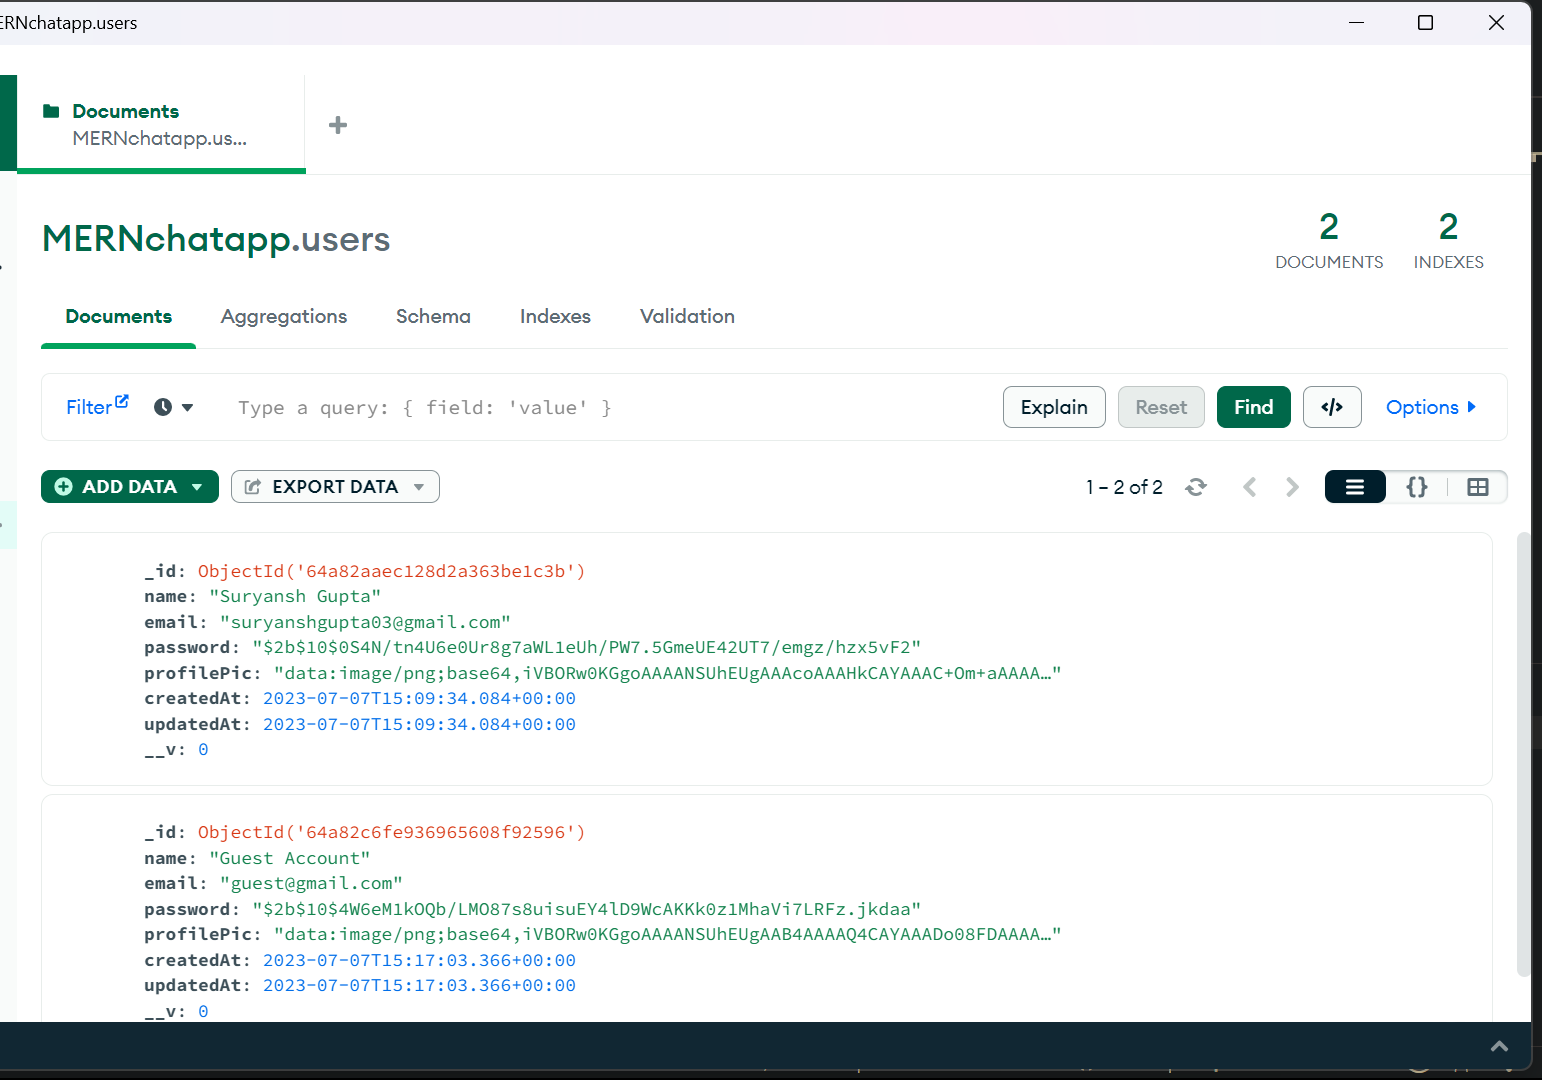 ERNchatapp.users
Documents
MERNchatapp.us...
MERNchatapp.users
2
DOCUMENTS
2
INDEXES
Documents Aggregations Schema Indexes Validation
Filter Type a query: { field: 'value' } Explain Reset Find </> Options
ADD DATA EXPORT DATA 1 – 2 of 2 {}
_id: ObjectId('64a82aaec128d2a363be1c3b')
name: "Suryansh Gupta"
email: "suryanshgupta03@gmail.com"
password: "$2b$10$0S4N/tn4U6e0Ur8g7aWL1eUh/PW7.5GmeUE42UT7/emgz/hzx5vF2"
profilePic: "data:image/png;base64,iVBORw0KGgoAAAANSUhEUgAAAcoAAAHkCAYAAAC+Om+aAAAA…"
createdAt: 2023-07-07T15:09:34.084+00:00
updatedAt: 2023-07-07T15:09:34.084+00:00
__v: 0
_id: ObjectId('64a82c6fe936965608f92596')
name: "Guest Account"
email: "guest@gmail.com"
password: "$2b$10$4W6eM1kOQb/LMO87s8uisuEY4lD9WcAKKk0z1MhaVi7LRFz.jkdaa"
profilePic: "data:image/png;base64,iVBORw0KGgoAAAANSUhEUgAAB4AAAAQ4CAYAAADo08FDAAAA…"
createdAt: 2023-07-07T15:17:03.366+00:00
updatedAt: 2023-07-07T15:17:03.366+00:00
__v: 0